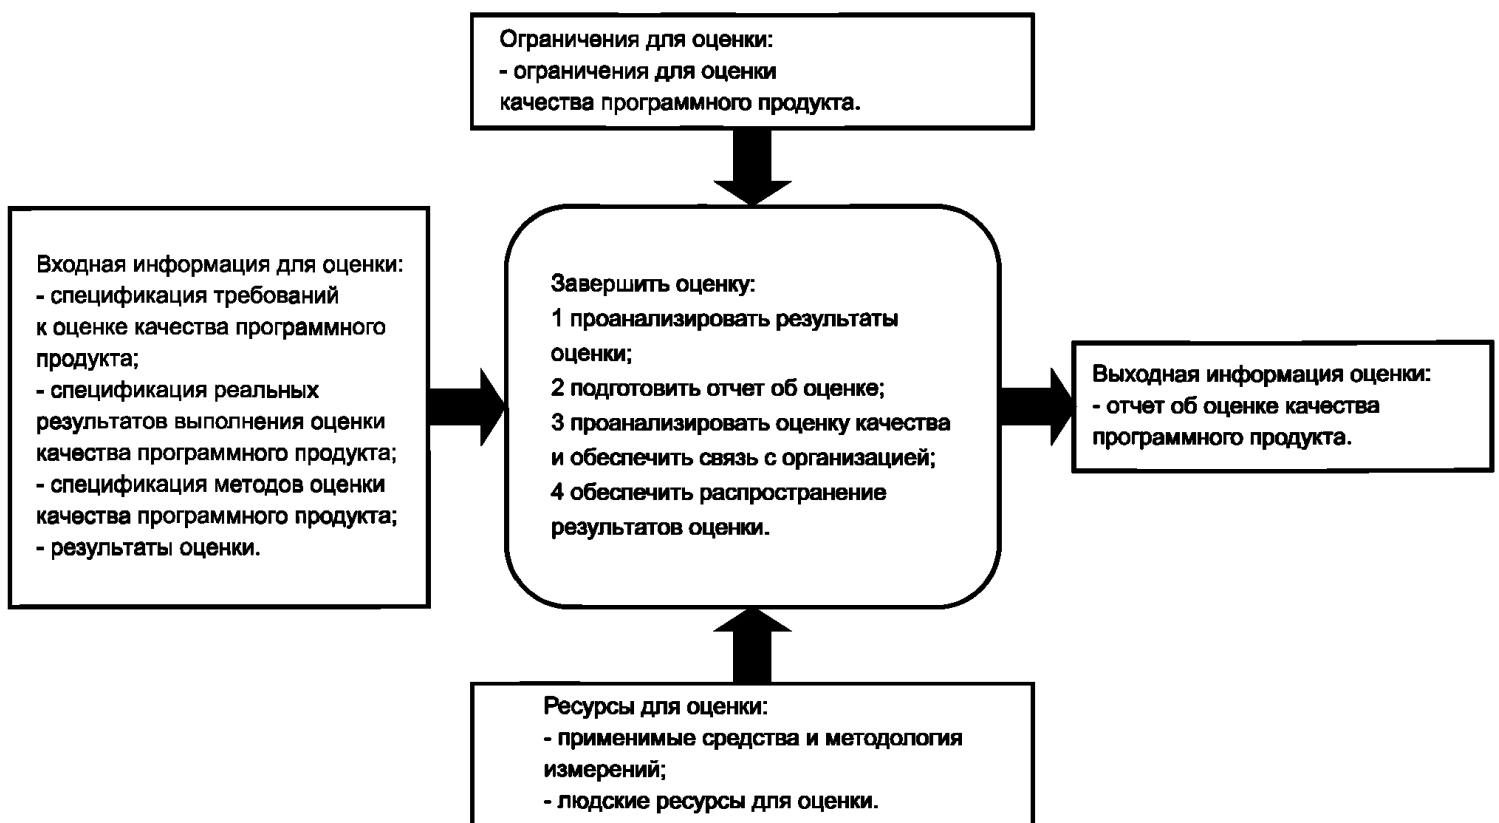 Ограничения для оценки:
- ограничения для оценки
качества программного продукта.
Входная информация для оценки:
- спецификация требований
к оценке качества программного
продукта;
- спецификация реальных
результатов выполнения оценки
качества программного продукта;
- спецификация методов оценки
качества программного продукта;
- результаты оценки.
Завершить оценку:
1 проанализировать результаты
оценки;
2 подготовить отчет об оценке;
3 проанализировать оценку качества
и обеспечить связь с организацией;
4 обеспечить распространение
результатов оценки.
Выходная информация оценки:
- отчет об оценке качества
программного продукта.
Ресурсы для оценки:
- применимые средства и методология
измерений;
- людские ресурсы для оценки.